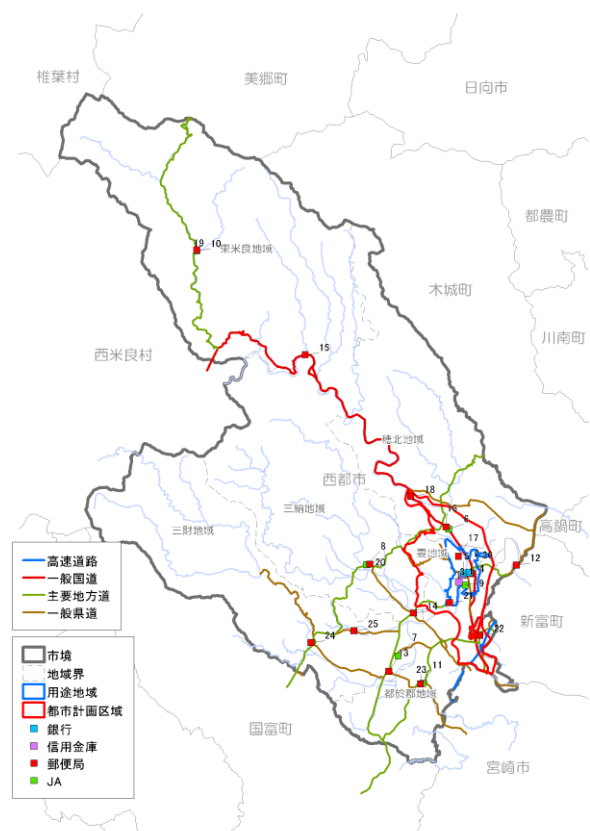 椎葉村
美郷町
日向市
都農町
木城町
川南町
西米良村
19 10
東米良地域
15
穂北地域
西都市
18
三納地域
三財地域
6
17
高鍋町
8
妻地域
12
20
9
21
14
新富町
22
25
7
24
3
11
23
都於郡地域
国富町
宮崎市
高速道路
一般国道
主要地方道
一般県道
市境
地域界
用途地域
都市計画区域
銀行
信用金庫
郵便局
JA